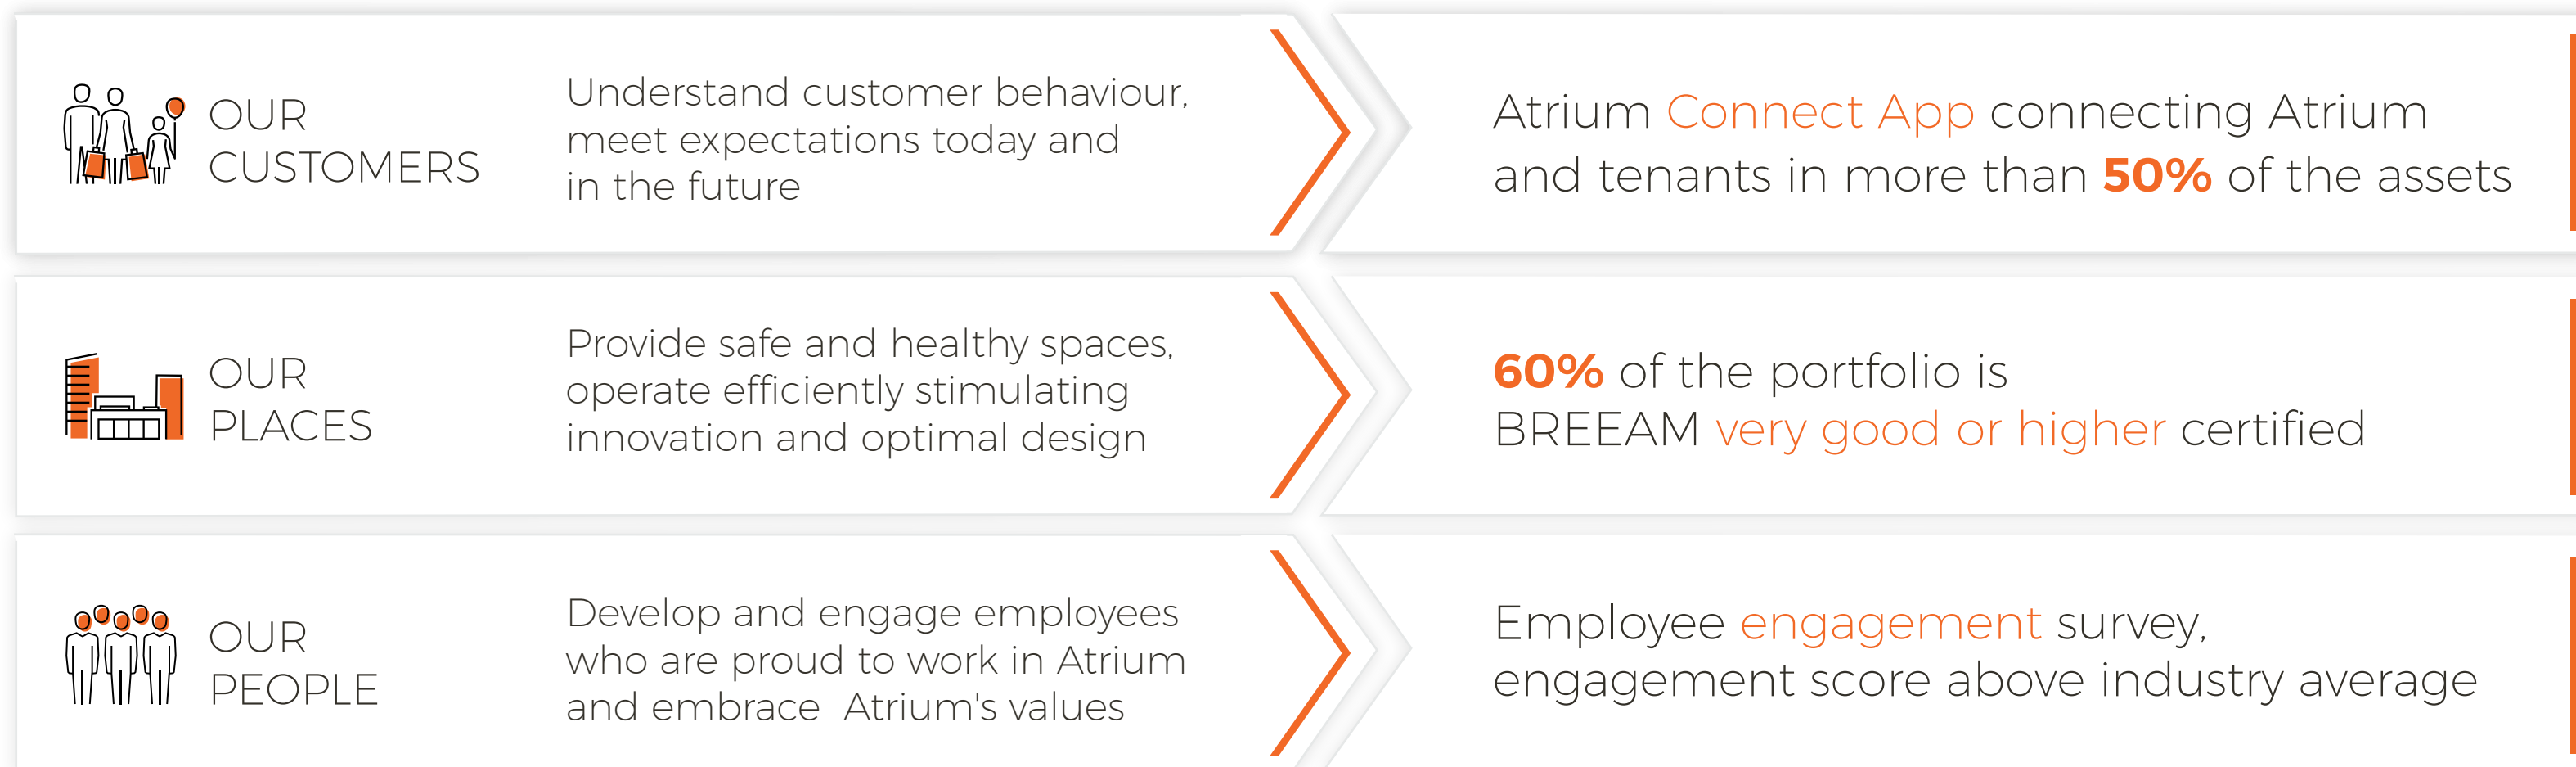 OUR
CUSTOMERS
Understand customer behaviour,
meet expectations today and
in the future
Atrium Connect App connecting Atrium
and tenants in more than 50% of the assets
OUR
PLACES
Provide safe and healthy spaces,
operate efficiently stimulating
innovation and optimal design
60% of the portfolio is
BREEAM very good or higher certified
OUR
PEOPLE
Develop and engage employees
who are proud to work in Atrium
and embrace  Atrium's values
Employee engagement survey,
engagement score above industry average